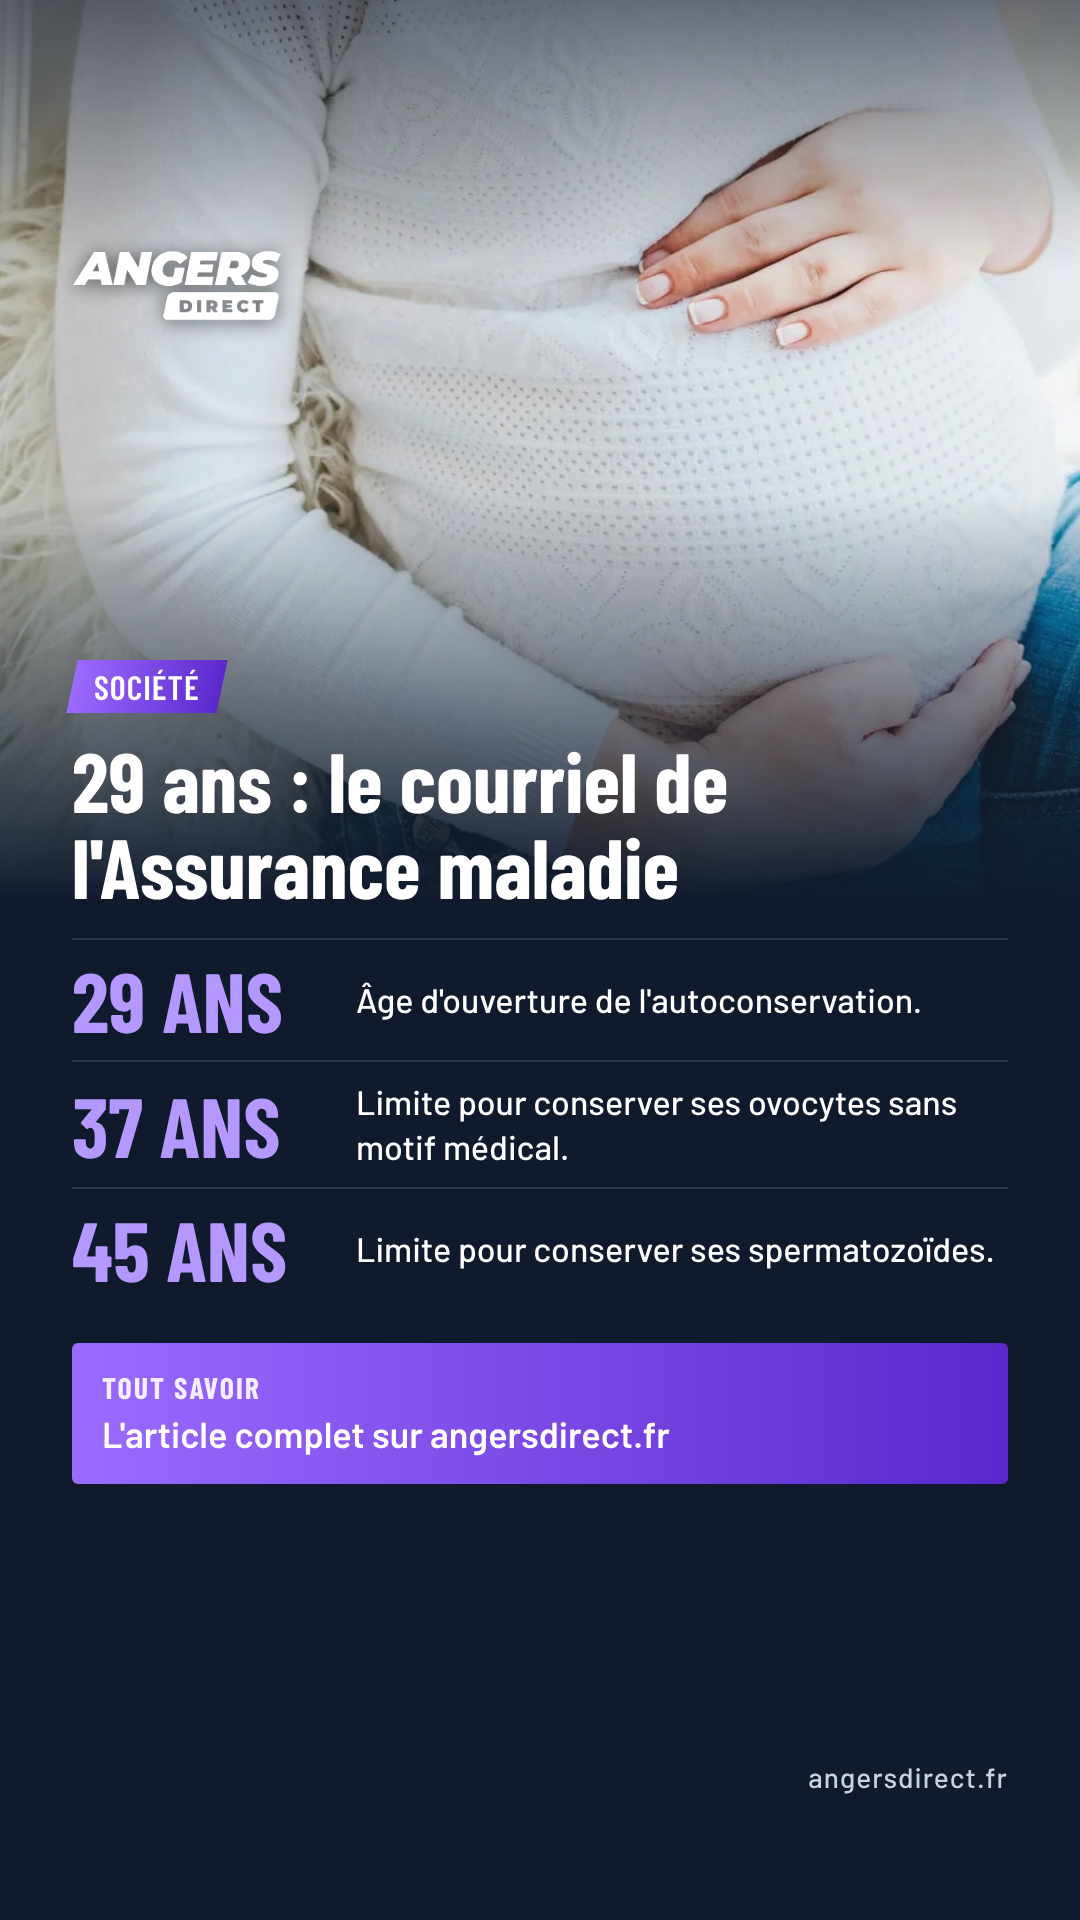 ANGERS
DIRECT
SOCIÉTÉ
29 ans : le courriel de
l'Assurance maladie
29 ANS
Âge d'ouverture de l'autoconservation.
37 ANS
Limite pour conserver ses ovocytes sans
motif médical.
45 ANS
Limite pour conserver ses spermatozoïdes.
TOUT SAVOIR
L'article complet sur angersdirect.fr
angersdirect.fr